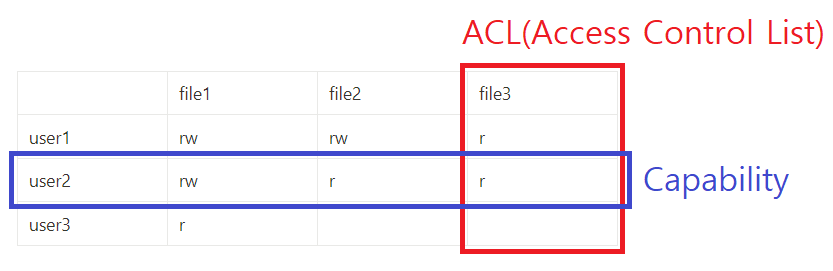 ACL(Access Control List)
file1 file2 file3
user1 rw rw r
user2 rw r r Capability
user3 r